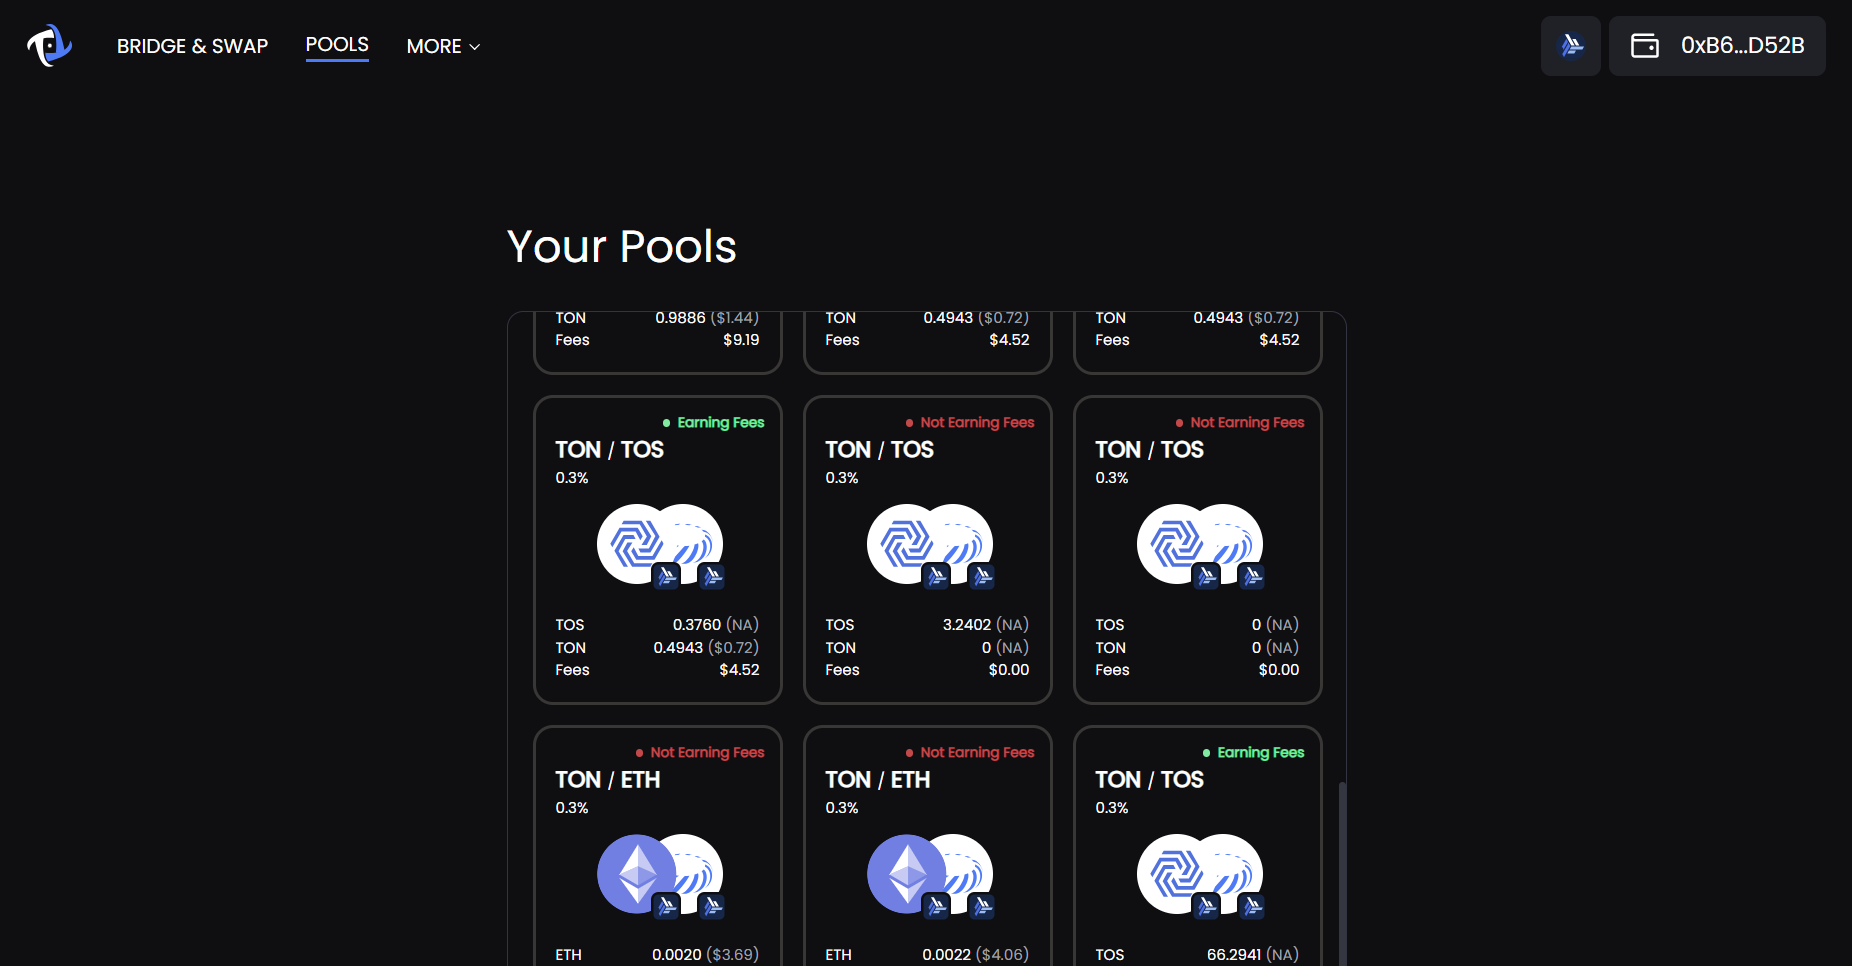 BRIDGE & SWAP POOLS MORE 0xB6...D52B
Your Pools
TON 0.9886 ($1.44) TON 0.4943 ($0.72) TON 0.4943 ($0.72)
Fees $9.19 Fees $4.52 Fees $4.52
Earning Fees Not Earning Fees Not Earning Fees
TON / TOS TON / TOS TON / TOS
0.3% 0.3% 0.3%
TOS 0.3760 (NA) TOS 3.2402 (NA) TOS 0 (NA)
TON 0.4943 ($0.72) TON 0 (NA) TON 0 (NA)
Fees $4.52 Fees $0.00 Fees $0.00
Not Earning Fees Not Earning Fees Earning Fees
TON / ETH TON / ETH TON / TOS
0.3% 0.3% 0.3%
ETH 0.0020 ($3.69) ETH 0.0022 ($4.06) TOS 66.2941 (NA)